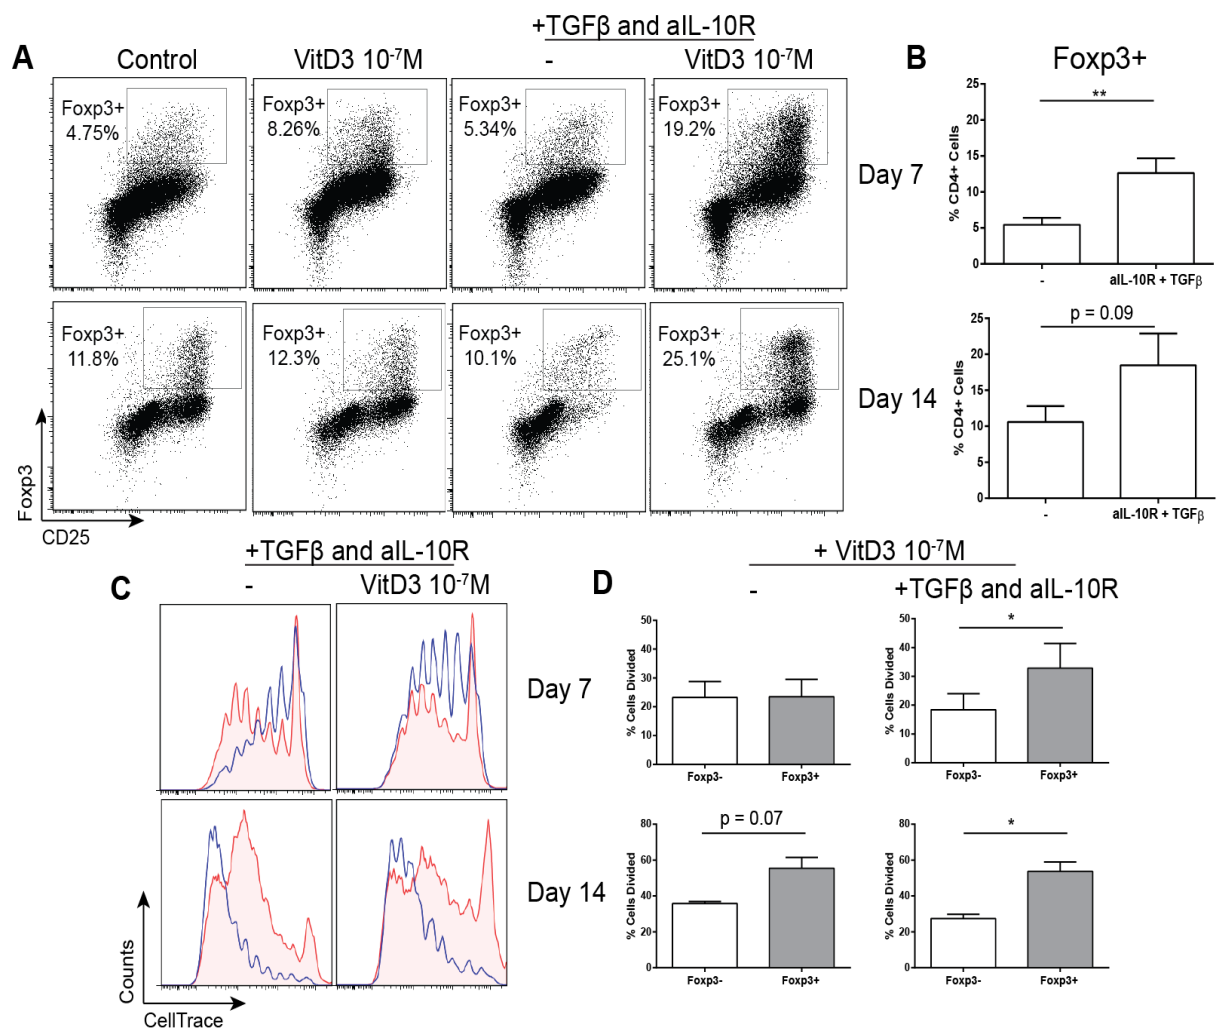 +TGFβ and aIL-10R
A
Control
VitD3 10⁻⁷M
-
VitD3 10⁻⁷M
Foxp3+
4.75%
Foxp3+
8.26%
Foxp3+
5.34%
Foxp3+
19.2%
Day 7
Foxp3+
11.8%
Foxp3+
12.3%
Foxp3+
10.1%
Foxp3+
25.1%
Day 14
Foxp3
CD25
B
Foxp3+
25
20
15
10
5
0
% CD4+ Cells
**
-
aIL-10R + TGFβ
25
20
15
10
5
0
% CD4+ Cells
p = 0.09
-
aIL-10R + TGFβ
+TGFβ and aIL-10R
C
-
VitD3 10⁻⁷M
Day 7
Day 14
Counts
CellTrace
+ VitD3 10⁻⁷M
D
-
+TGFβ and aIL-10R
50
40
30
20
10
0
% Cells Divided
Foxp3-
Foxp3+
50
40
30
20
10
0
% Cells Divided
*
Foxp3-
Foxp3+
80
60
40
20
0
% Cells Divided
p = 0.07
Foxp3-
Foxp3+
80
60
40
20
0
% Cells Divided
*
Foxp3-
Foxp3+